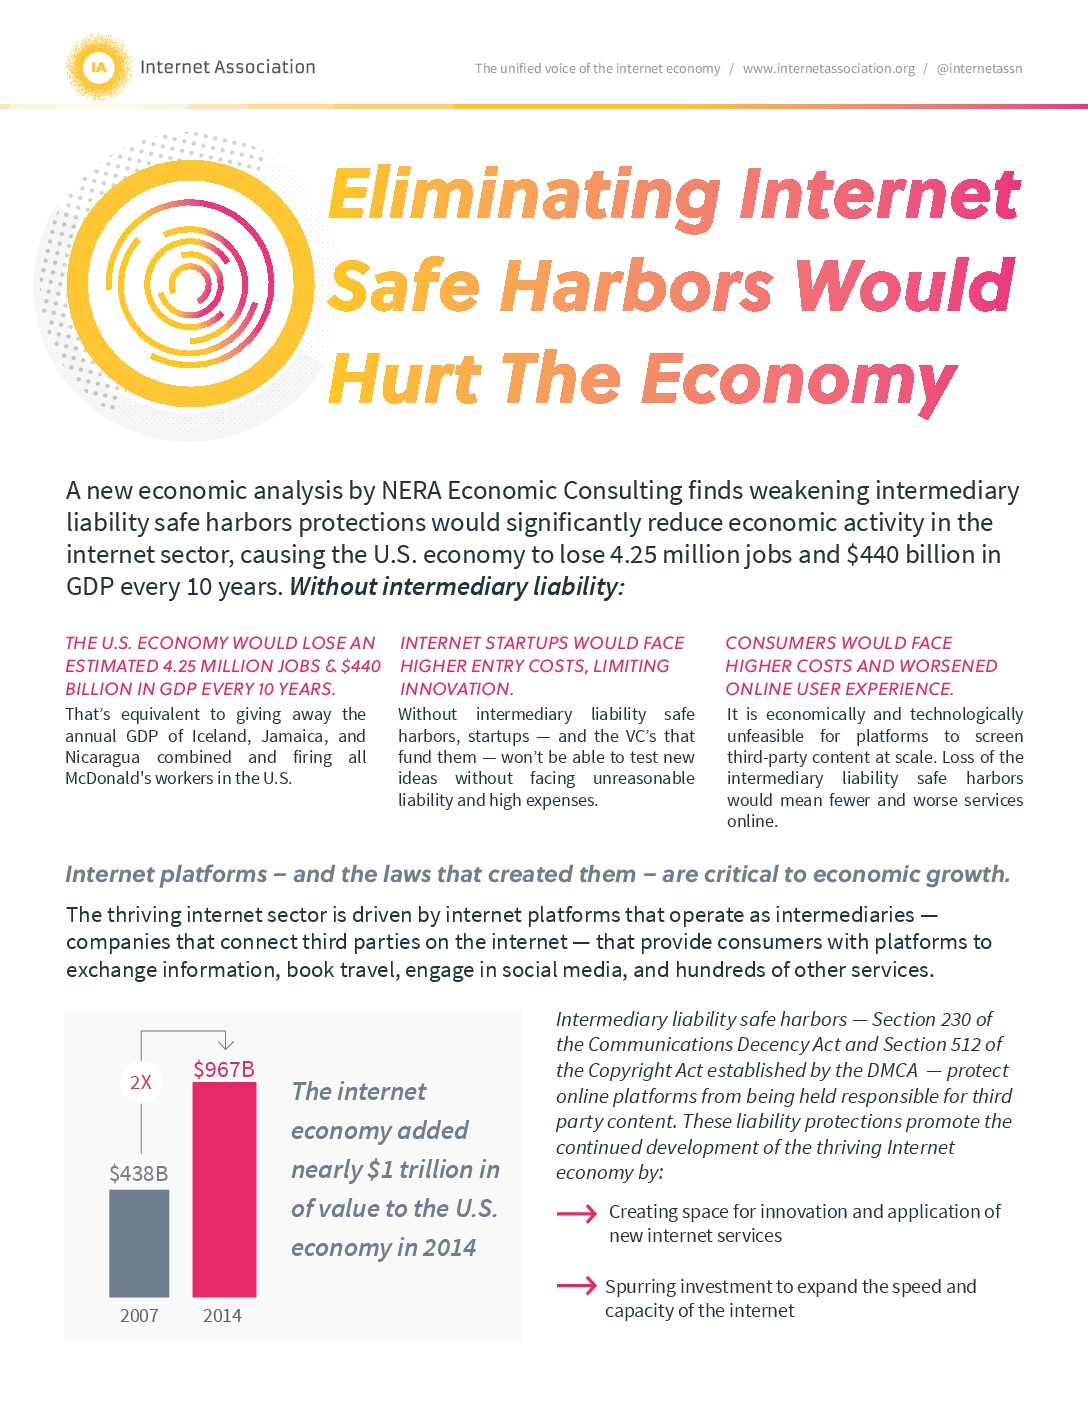 IA Internet Association
The unified voice of the internet economy / www.internetassociation.org / @internetassn
Eliminating Internet
Safe Harbors Would
Hurt The Economy
A new economic analysis by NERA Economic Consulting finds weakening intermediary
liability safe harbors protections would significantly reduce economic activity in the
internet sector, causing the U.S. economy to lose 4.25 million jobs and $440 billion in
GDP every 10 years. Without intermediary liability:
THE U.S. ECONOMY WOULD LOSE AN
ESTIMATED 4.25 MILLION JOBS & $440
BILLION IN GDP EVERY 10 YEARS.
That's equivalent to giving away the
annual GDP of Iceland, Jamaica, and
Nicaragua combined and firing all
McDonald's workers in the U.S.
INTERNET STARTUPS WOULD FACE
HIGHER ENTRY COSTS, LIMITING
INNOVATION.
Without intermediary liability safe
harbors, startups — and the VC's that
fund them — won't be able to test new
ideas without facing unreasonable
liability and high expenses.
CONSUMERS WOULD FACE
HIGHER COSTS AND WORSENED
ONLINE USER EXPERIENCE.
It is economically and technologically
unfeasible for platforms to screen
third-party content at scale. Loss of the
intermediary liability safe harbors
would mean fewer and worse services
online.
Internet platforms – and the laws that created them – are critical to economic growth.
The thriving internet sector is driven by internet platforms that operate as intermediaries —
companies that connect third parties on the internet — that provide consumers with platforms to
exchange information, book travel, engage in social media, and hundreds of other services.
$967B
2X
$438B
2007 2014
The internet
economy added
nearly $1 trillion in
of value to the U.S.
economy in 2014
Intermediary liability safe harbors — Section 230 of
the Communications Decency Act and Section 512 of
the Copyright Act established by the DMCA — protect
online platforms from being held responsible for third
party content. These liability protections promote the
continued development of the thriving Internet
economy by:
Creating space for innovation and application of
new internet services
Spurring investment to expand the speed and
capacity of the internet